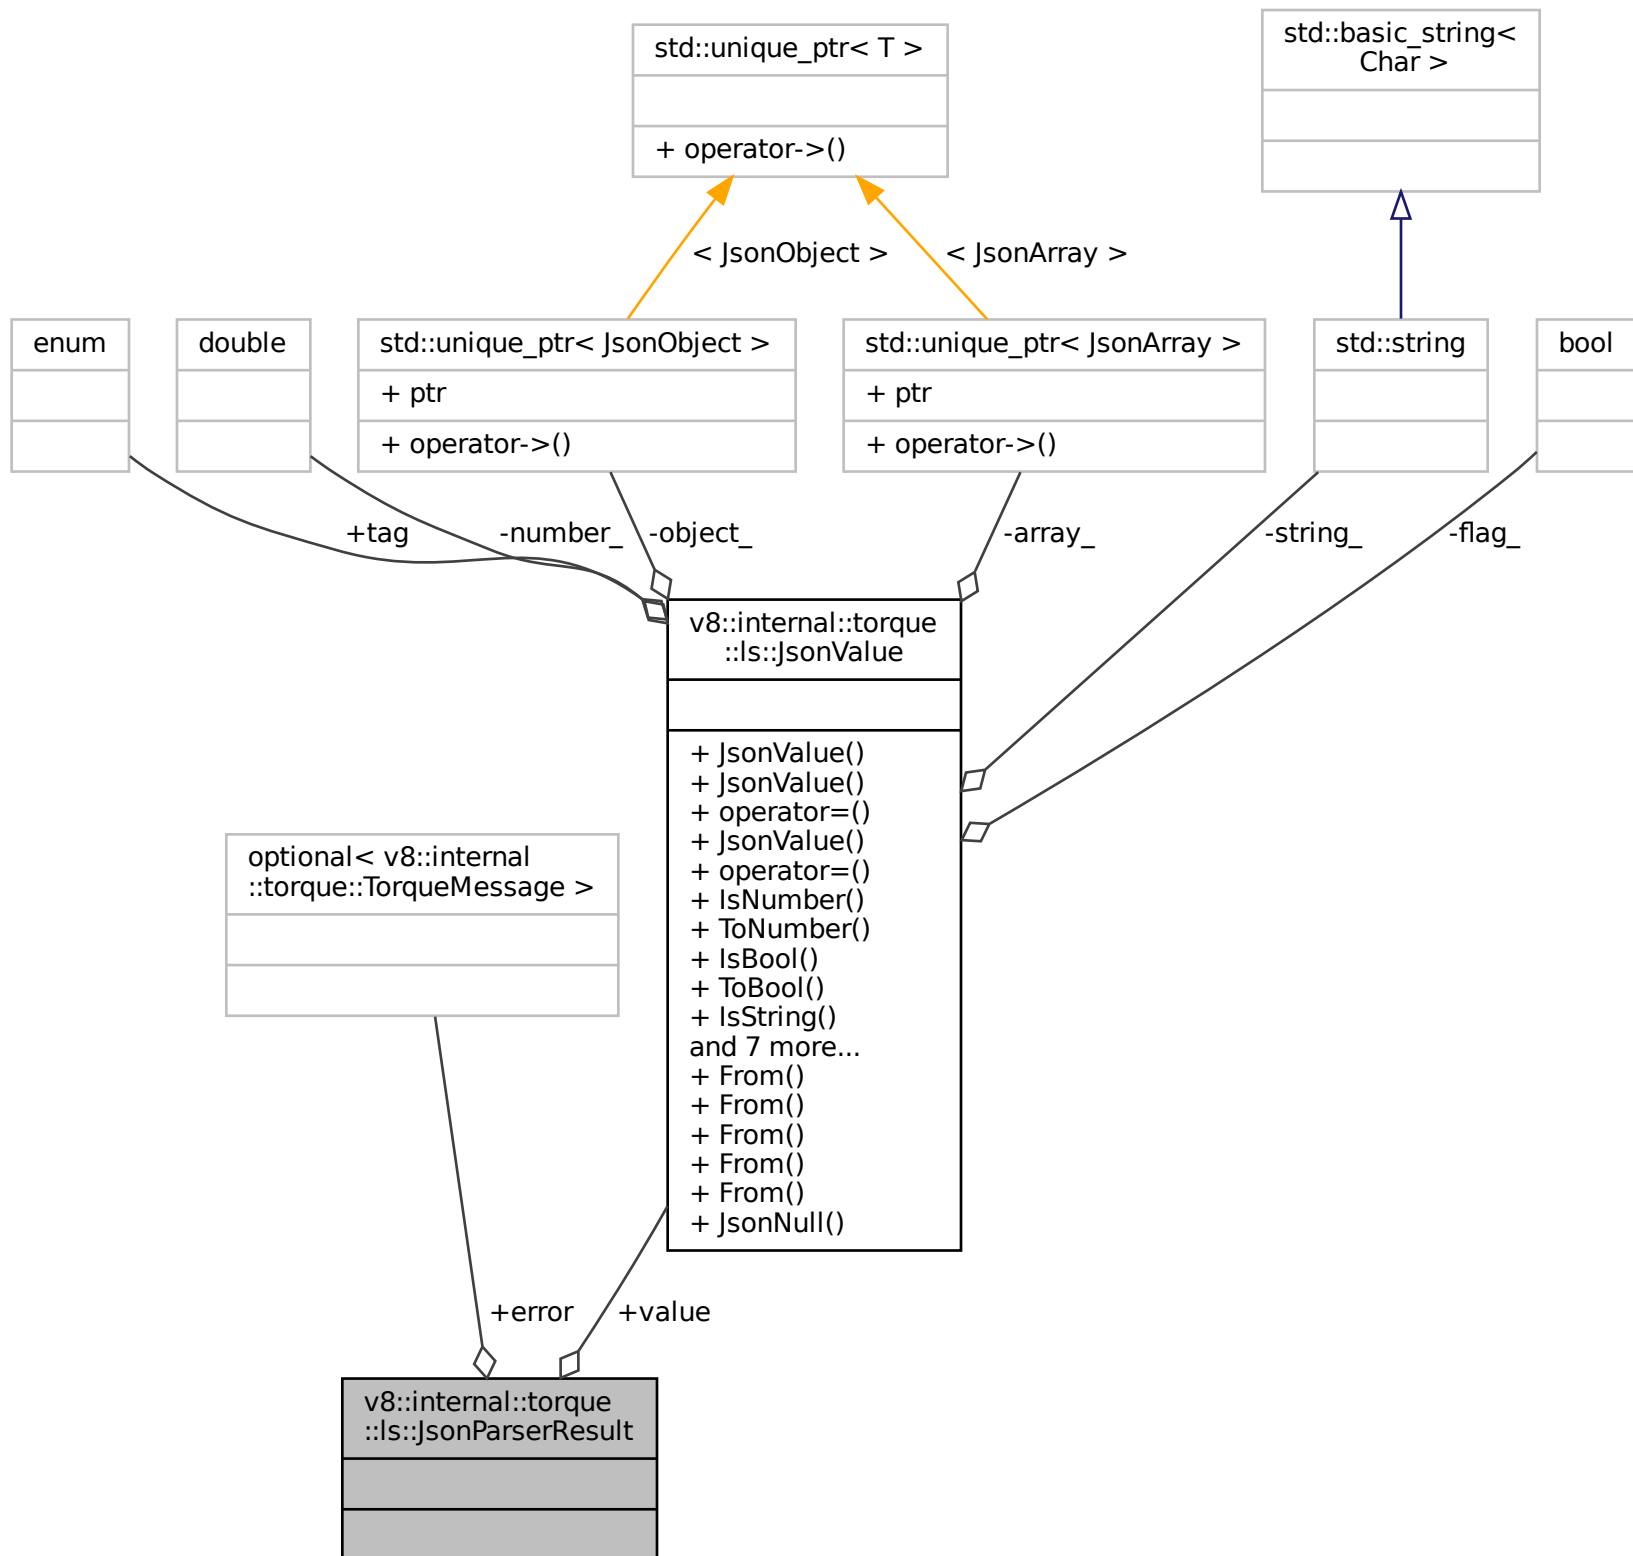 std::unique_ptr< T >
+ operator->()
std::basic_string<
Char >
< JsonObject >
< JsonArray >
enum
double
std::unique_ptr< JsonObject >
+ ptr
+ operator->()
std::unique_ptr< JsonArray >
+ ptr
+ operator->()
std::string
bool
+tag
-number_
-object_
-array_
-string_
-flag_
v8::internal::torque
::ls::JsonValue
+ JsonValue()
+ JsonValue()
+ operator=()
+ JsonValue()
+ operator=()
+ IsNumber()
+ ToNumber()
+ IsBool()
+ ToBool()
+ IsString()
and 7 more...
+ From()
+ From()
+ From()
+ From()
+ From()
+ JsonNull()
optional< v8::internal
::torque::TorqueMessage >
+error
+value
v8::internal::torque
::ls::JsonParserResult